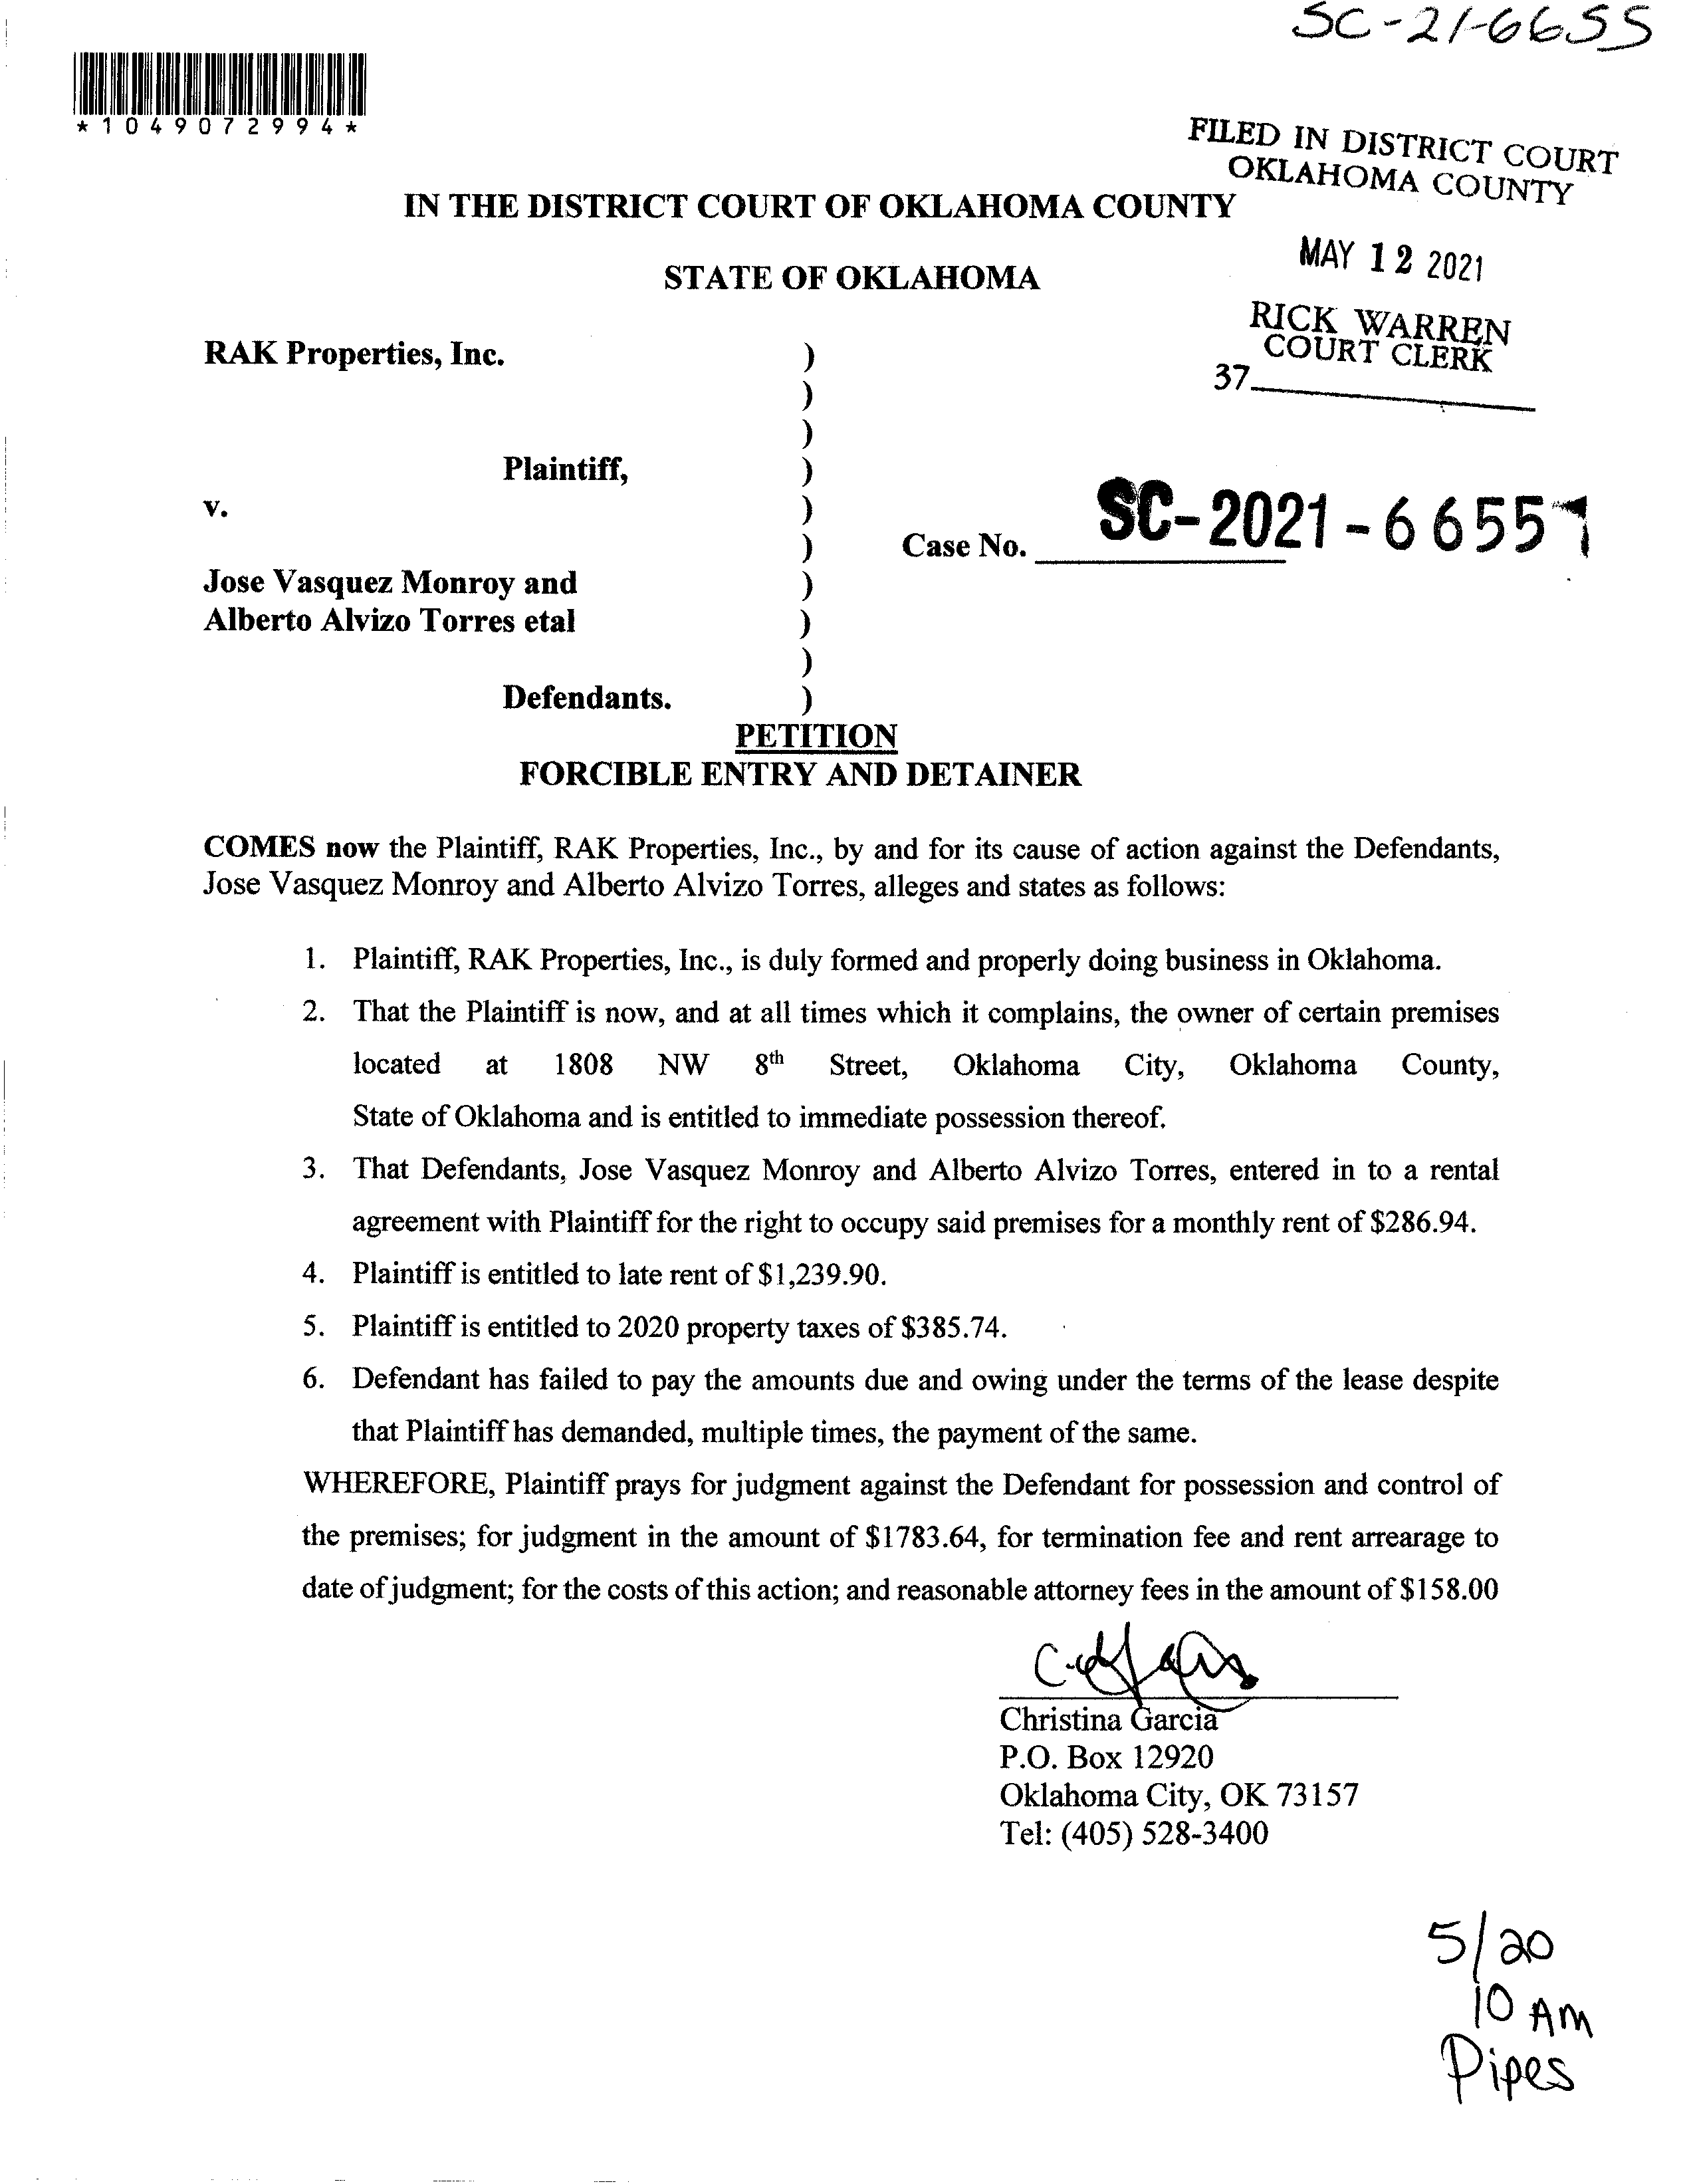 SC-21-6655
*1049072994*
FILED IN DISTRICT COURT
OKLAHOMA COUNTY
IN THE DISTRICT COURT OF OKLAHOMA COUNTY
MAY 12 2021
STATE OF OKLAHOMA
RICK WARREN
COURT CLERK
37
RAK Properties, Inc. )
)
)
Plaintiff, )
v. )
Case No. SC-2021-6655
)
Jose Vasquez Monroy and )
Alberto Alvizo Torres etal )
)
Defendants. )
PETITION
FORCIBLE ENTRY AND DETAINER
COMES now the Plaintiff, RAK Properties, Inc., by and for its cause of action against the Defendants,
Jose Vasquez Monroy and Alberto Alvizo Torres, alleges and states as follows:
1. Plaintiff, RAK Properties, Inc., is duly formed and properly doing business in Oklahoma.
2. That the Plaintiff is now, and at all times which it complains, the owner of certain premises
located at 1808 NW 8th Street, Oklahoma City, Oklahoma County,
State of Oklahoma and is entitled to immediate possession thereof.
3. That Defendants, Jose Vasquez Monroy and Alberto Alvizo Torres, entered in to a rental
agreement with Plaintiff for the right to occupy said premises for a monthly rent of $286.94.
4. Plaintiff is entitled to late rent of $1,239.90.
5. Plaintiff is entitled to 2020 property taxes of $385.74.
6. Defendant has failed to pay the amounts due and owing under the terms of the lease despite
that Plaintiff has demanded, multiple times, the payment of the same.
WHEREFORE, Plaintiff prays for judgment against the Defendant for possession and control of
the premises; for judgment in the amount of $1783.64, for termination fee and rent arrearage to
date of judgment; for the costs of this action; and reasonable attorney fees in the amount of $158.00
Christina Garcia
P.O. Box 12920
Oklahoma City, OK 73157
Tel: (405) 528-3400
5/20
10 AM
Pipes